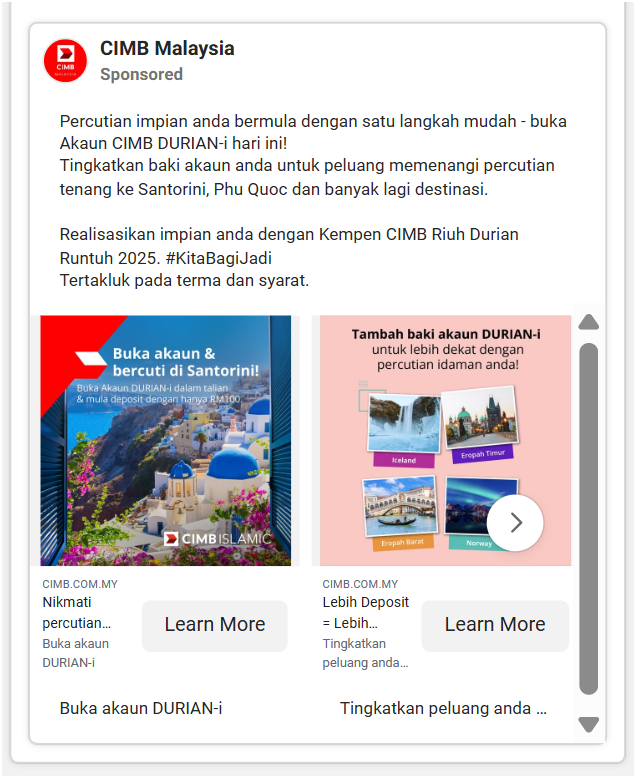 CIMB Malaysia
Sponsored
Percutian impian anda bermula dengan satu langkah mudah - buka
Akaun CIMB DURIAN-i hari ini!
Tingkatkan baki akaun anda untuk peluang memenangi percutian
tenang ke Santorini, Phu Quoc dan banyak lagi destinasi.
Realisasikan impian anda dengan Kempen CIMB Riuh Durian
Runtuh 2025. #KitaBagiJadi
Tertakluk pada terma dan syarat.
CIMB
MALAYSIA
Buka akaun &
bercuti di Santorini!
Buka Akaun DURIAN-i dalam talian
& mula deposit dengan hanya RM100.
CIMB ISLAMIC
Tambah baki akaun DURIAN-i
untuk lebih dekat dengan
percutian idaman anda!
Iceland
Eropah Timur
Eropah Barat
Norway
CIMB.COM.MY
Nikmati
percutian...
Buka akaun
DURIAN-i
Learn More
CIMB.COM.MY
Lebih Deposit
= Lebih...
Tingkatkan
peluang anda...
Learn More
Buka akaun DURIAN-i
Tingkatkan peluang anda ...